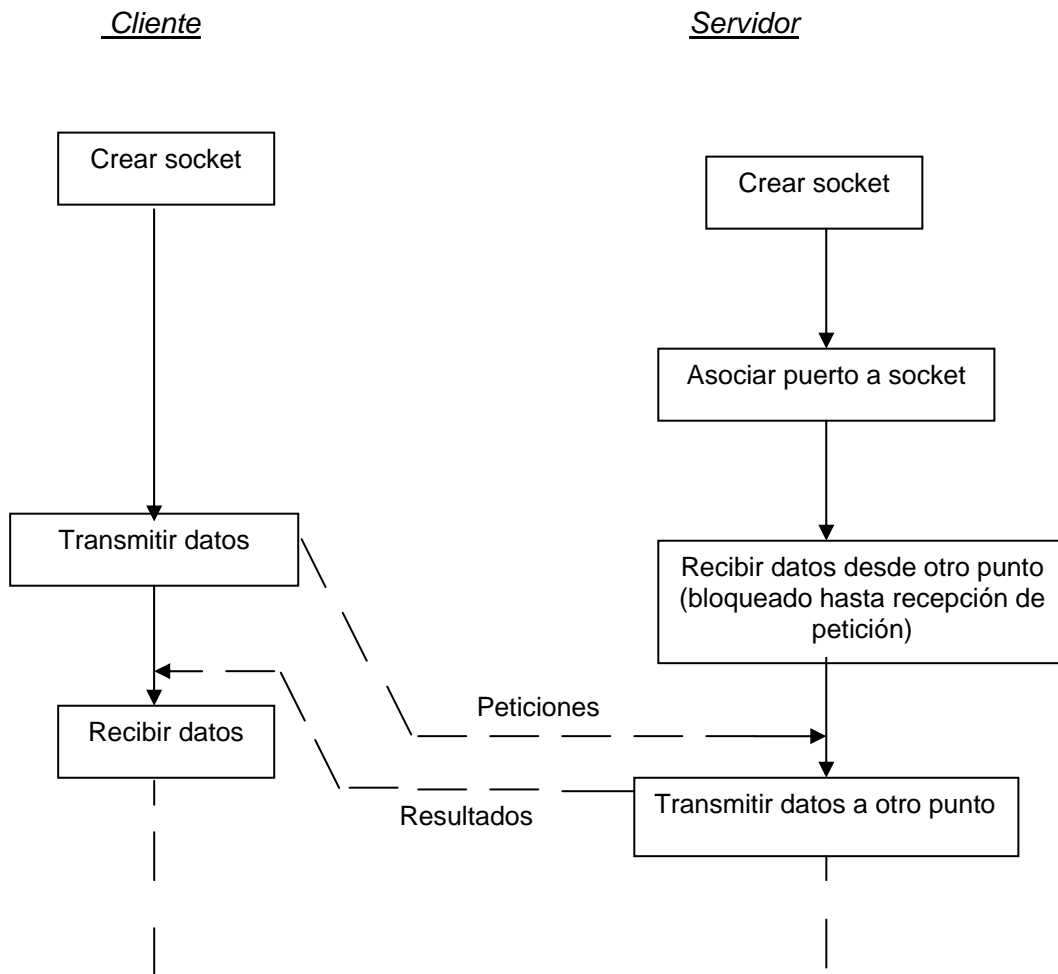 Cliente
Servidor
Crear socket
Crear socket
Asociar puerto a socket
Transmitir datos
Recibir datos desde otro punto
(bloqueado hasta recepción de
petición)
Peticiones
Recibir datos
Resultados
Transmitir datos a otro punto